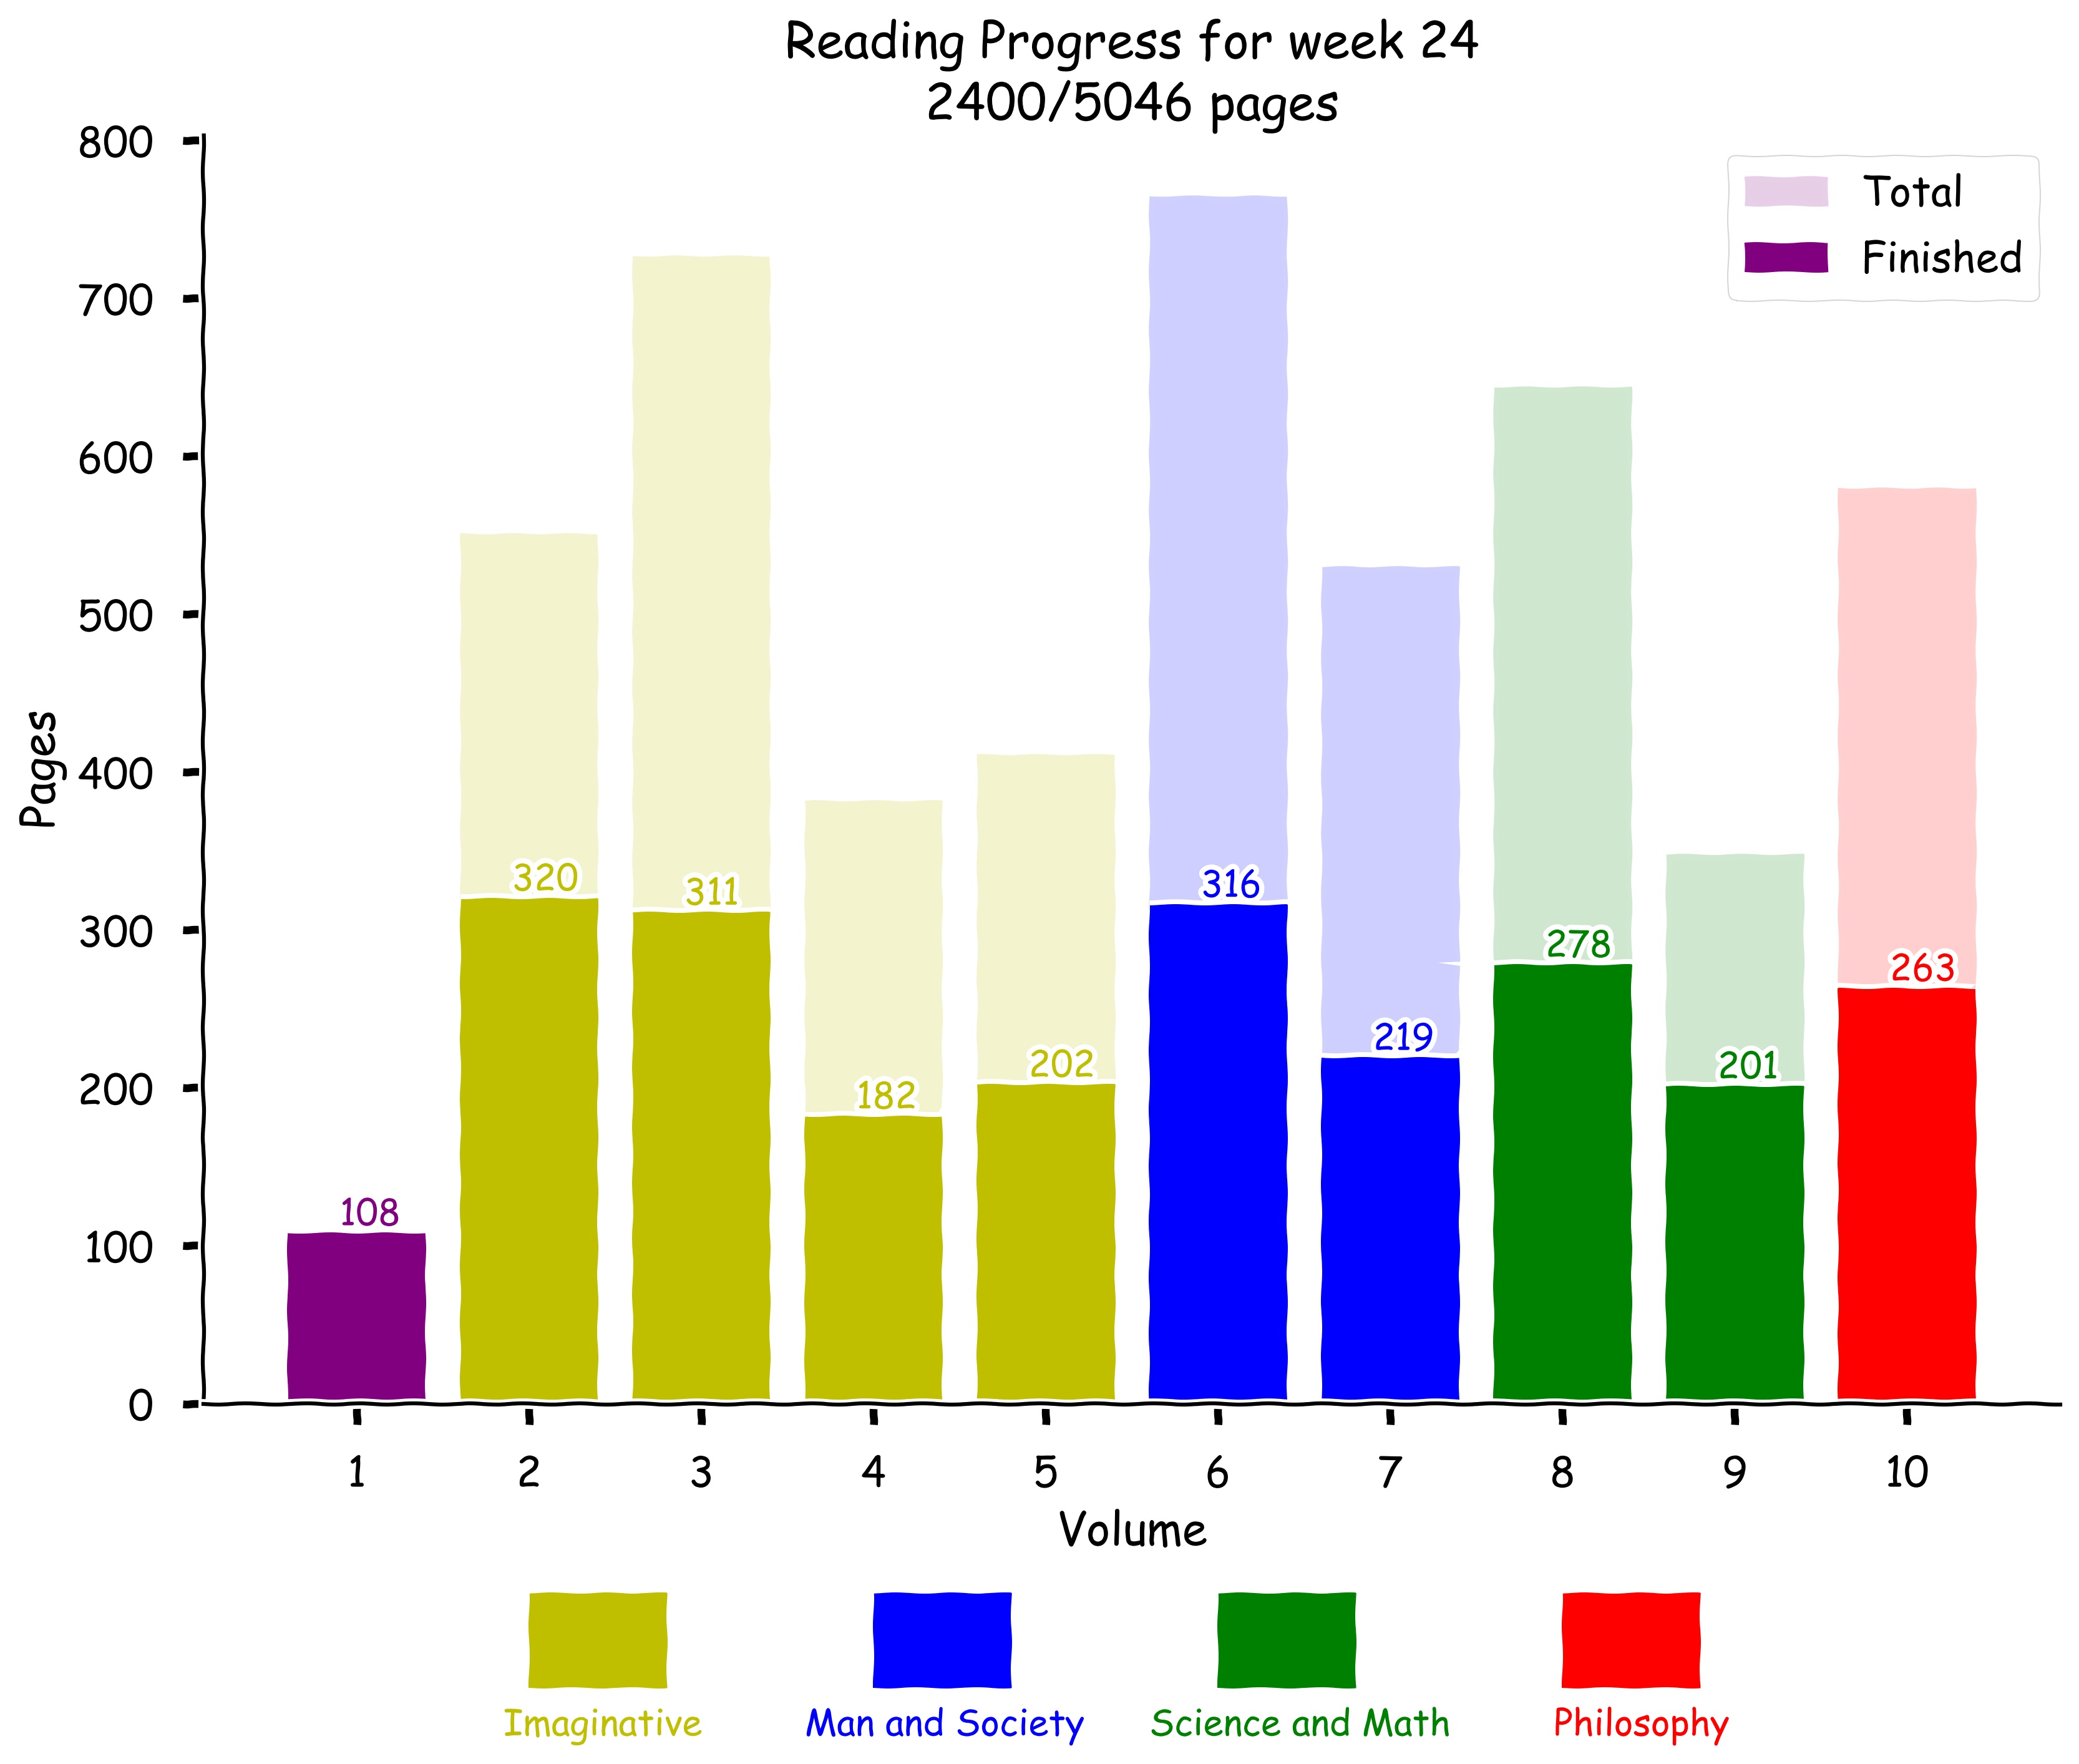 Reading Progress for week 24
2400/5046 pages
800
700
600
500
400
300
200
100
0
Pages
Total
Finished
108
320
311
182
202
316
219
278
201
263
1 2 3 4 5 6 7 8 9 10
Volume
Imaginative Man and Society Science and Math Philosophy